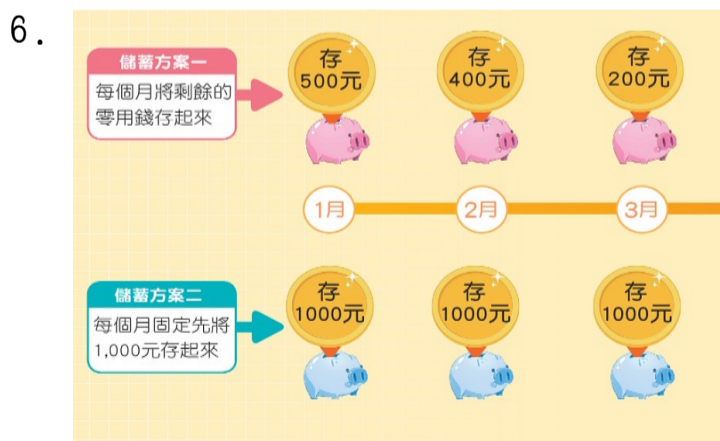 6.
儲蓄方案一
每個月將剩餘的
零用錢存起來
存
500元
存
400元
存
200元
1月
2月
3月
儲蓄方案二
每個月固定先將
1,000元存起來
存
1000元
存
1000元
存
1000元